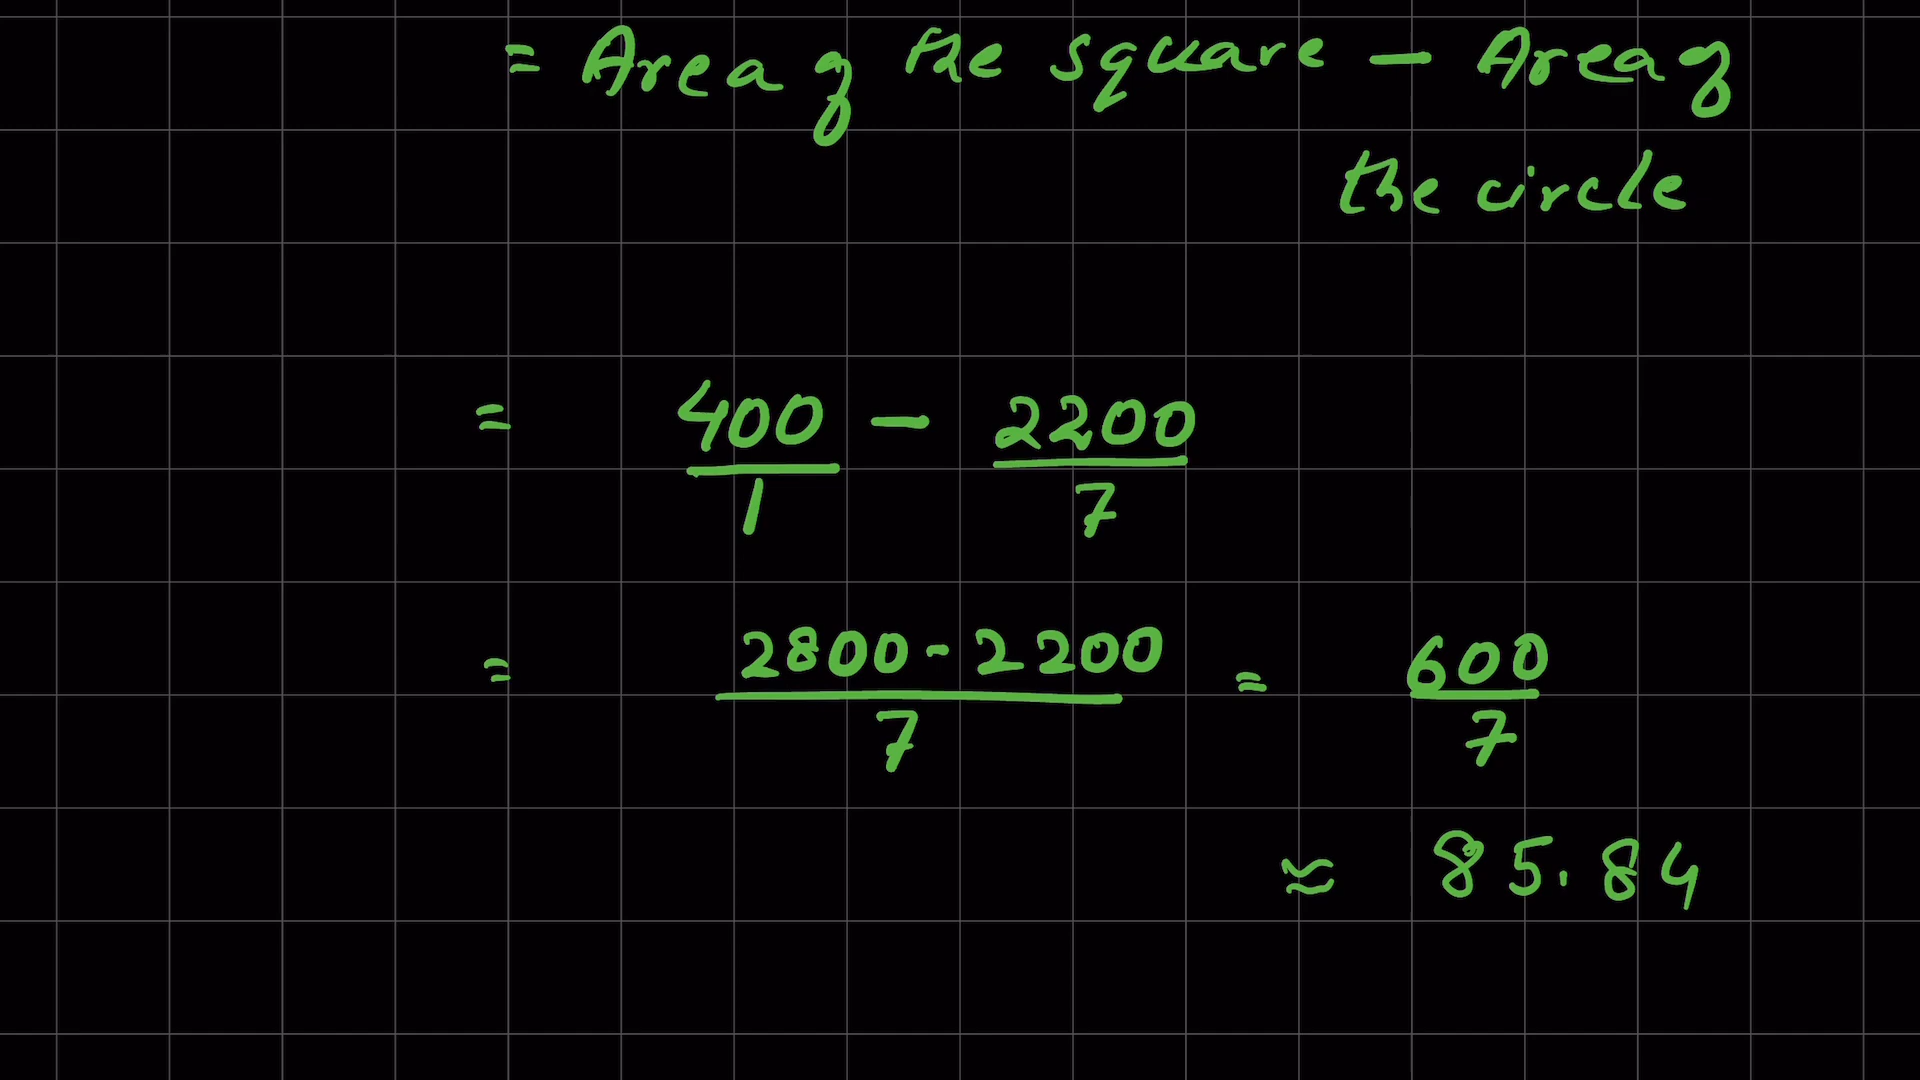 = Area of the square — Area of
the circle
= 400/1 — 2200/7
= 2800 - 2200/7 = 600/7
≈ 85.84